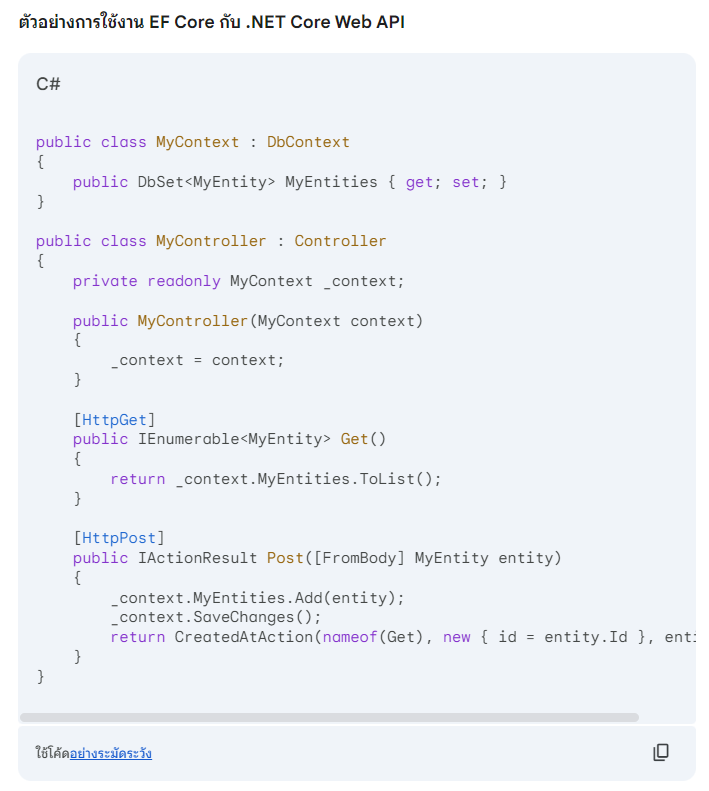 ตัวอย่างการใช้งาน EF Core กับ .NET Core Web API
C#
public class MyContext : DbContext
{
    public DbSet<MyEntity> MyEntities { get; set; }
}
public class MyController : Controller
{
    private readonly MyContext _context;
    public MyController(MyContext context)
    {
        _context = context;
    }
    [HttpGet]
    public IEnumerable<MyEntity> Get()
    {
        return _context.MyEntities.ToList();
    }
    [HttpPost]
    public IActionResult Post([FromBody] MyEntity entity)
    {
        _context.MyEntities.Add(entity);
        _context.SaveChanges();
        return CreatedAtAction(nameof(Get), new { id = entity.Id }, enti
    }
}
ใช้โค้ดอย่างระมัดระวัง